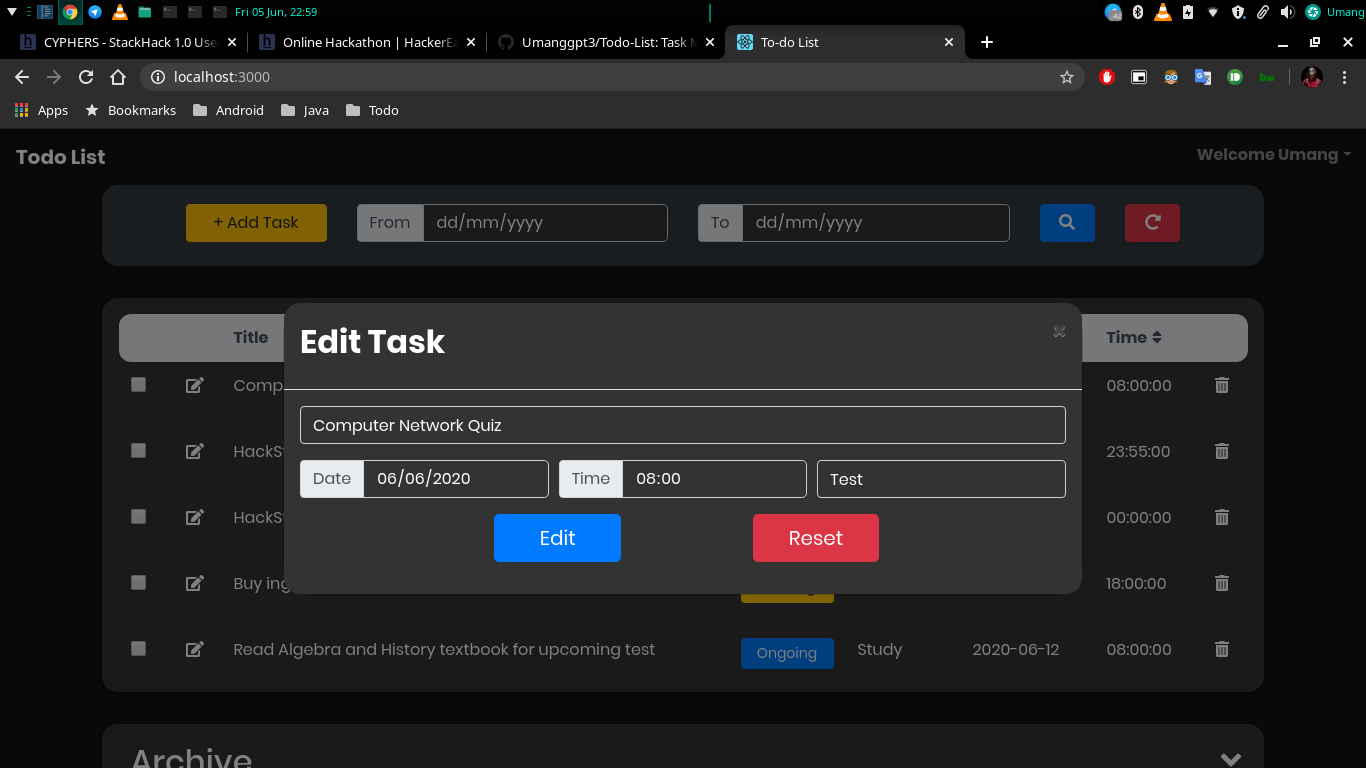 Fri 05 Jun, 22:59
Umang
CYPHERS - StackHack 1.0 Use
Online Hackathon | HackerEa
Umanggpt3/Todo-List: Task M
To-do List
localhost:3000
Apps Bookmarks Android Java Todo
Todo List
Welcome Umang
+ Add Task
From dd/mm/yyyy
To dd/mm/yyyy
Title
Time
Edit Task
Comp
08:00:00
Computer Network Quiz
HackSt
23:55:00
Date 06/06/2020
Time 08:00
Test
HackSt
00:00:00
Edit
Reset
Buy ing
18:00:00
Read Algebra and History textbook for upcoming test
Ongoing
Study
2020-06-12
08:00:00
Archive